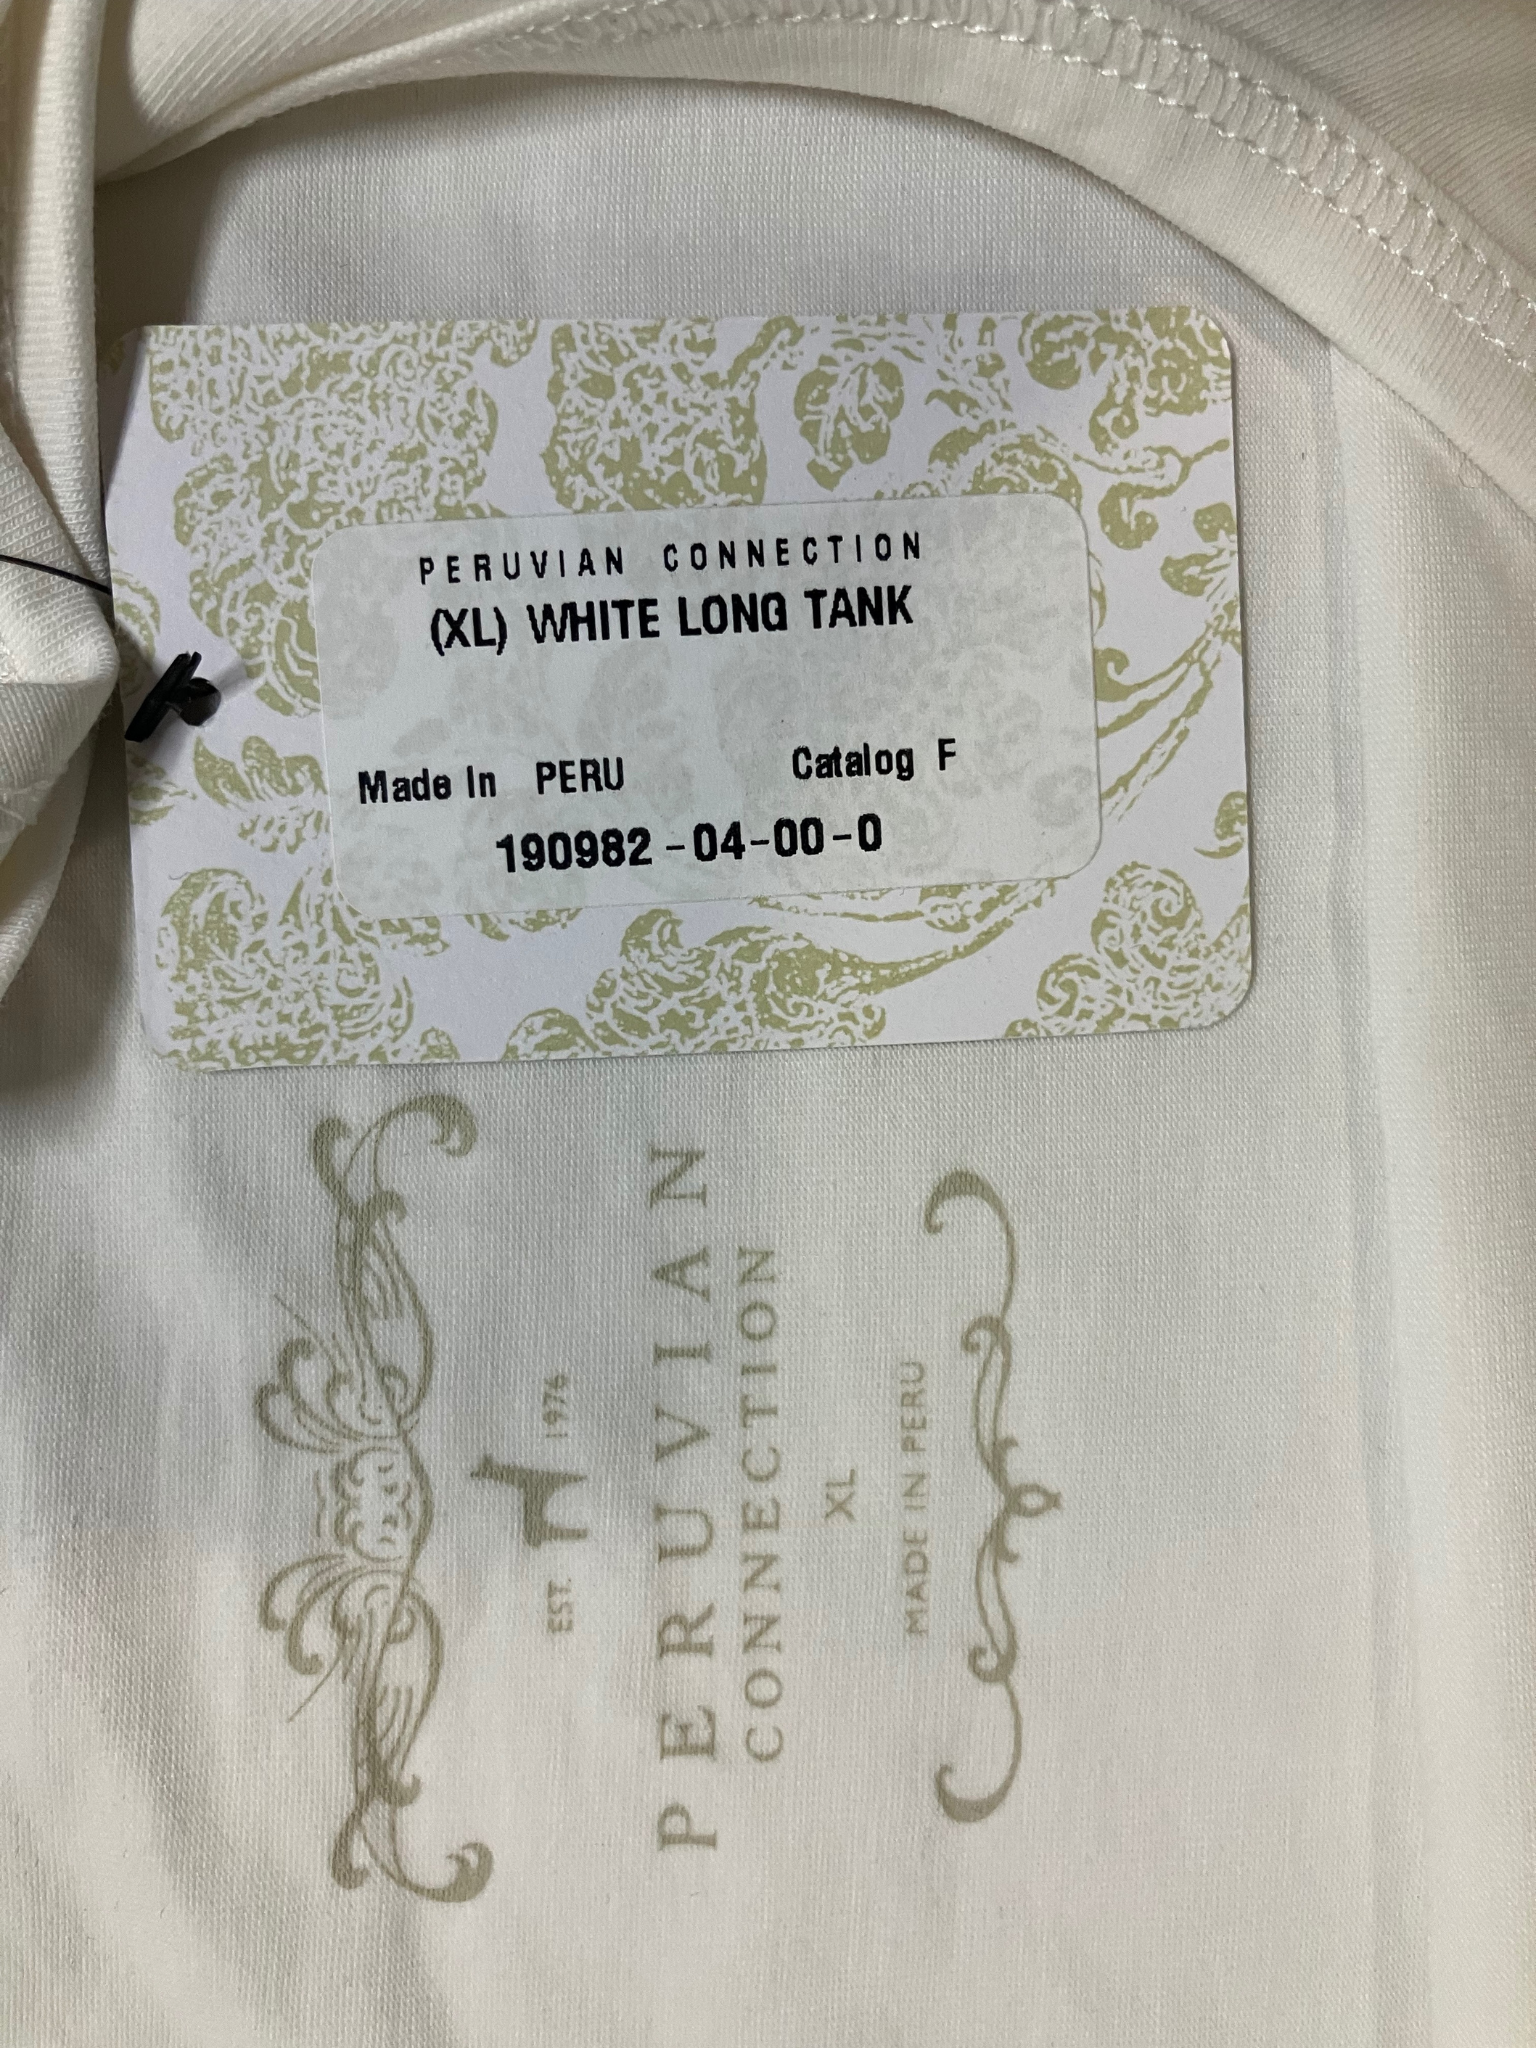 PERUVIAN CONNECTION
(XL) WHITE LONG TANK
Made In PERU Catalog F
190982-04-00-0
EST. 1976
PERUVIAN
CONNECTION
XL
MADE IN PERU